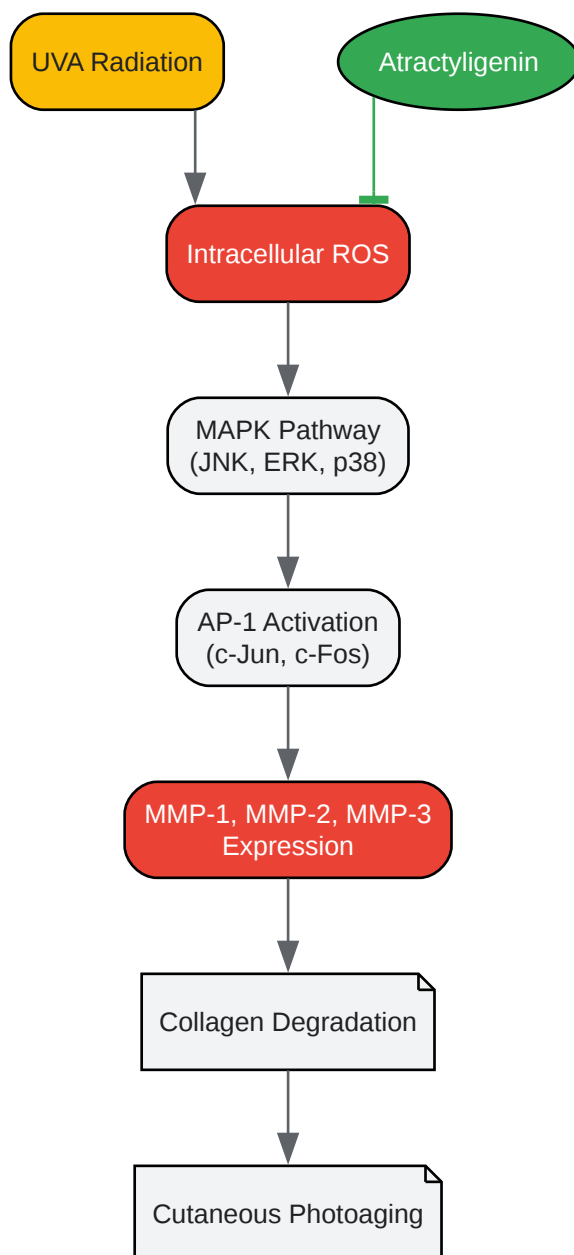 UVA Radiation
Atractyligenin
Intracellular ROS
MAPK Pathway
(JNK, ERK, p38)
AP-1 Activation
(c-Jun, c-Fos)
MMP-1, MMP-2, MMP-3
Expression
Collagen Degradation
Cutaneous Photoaging